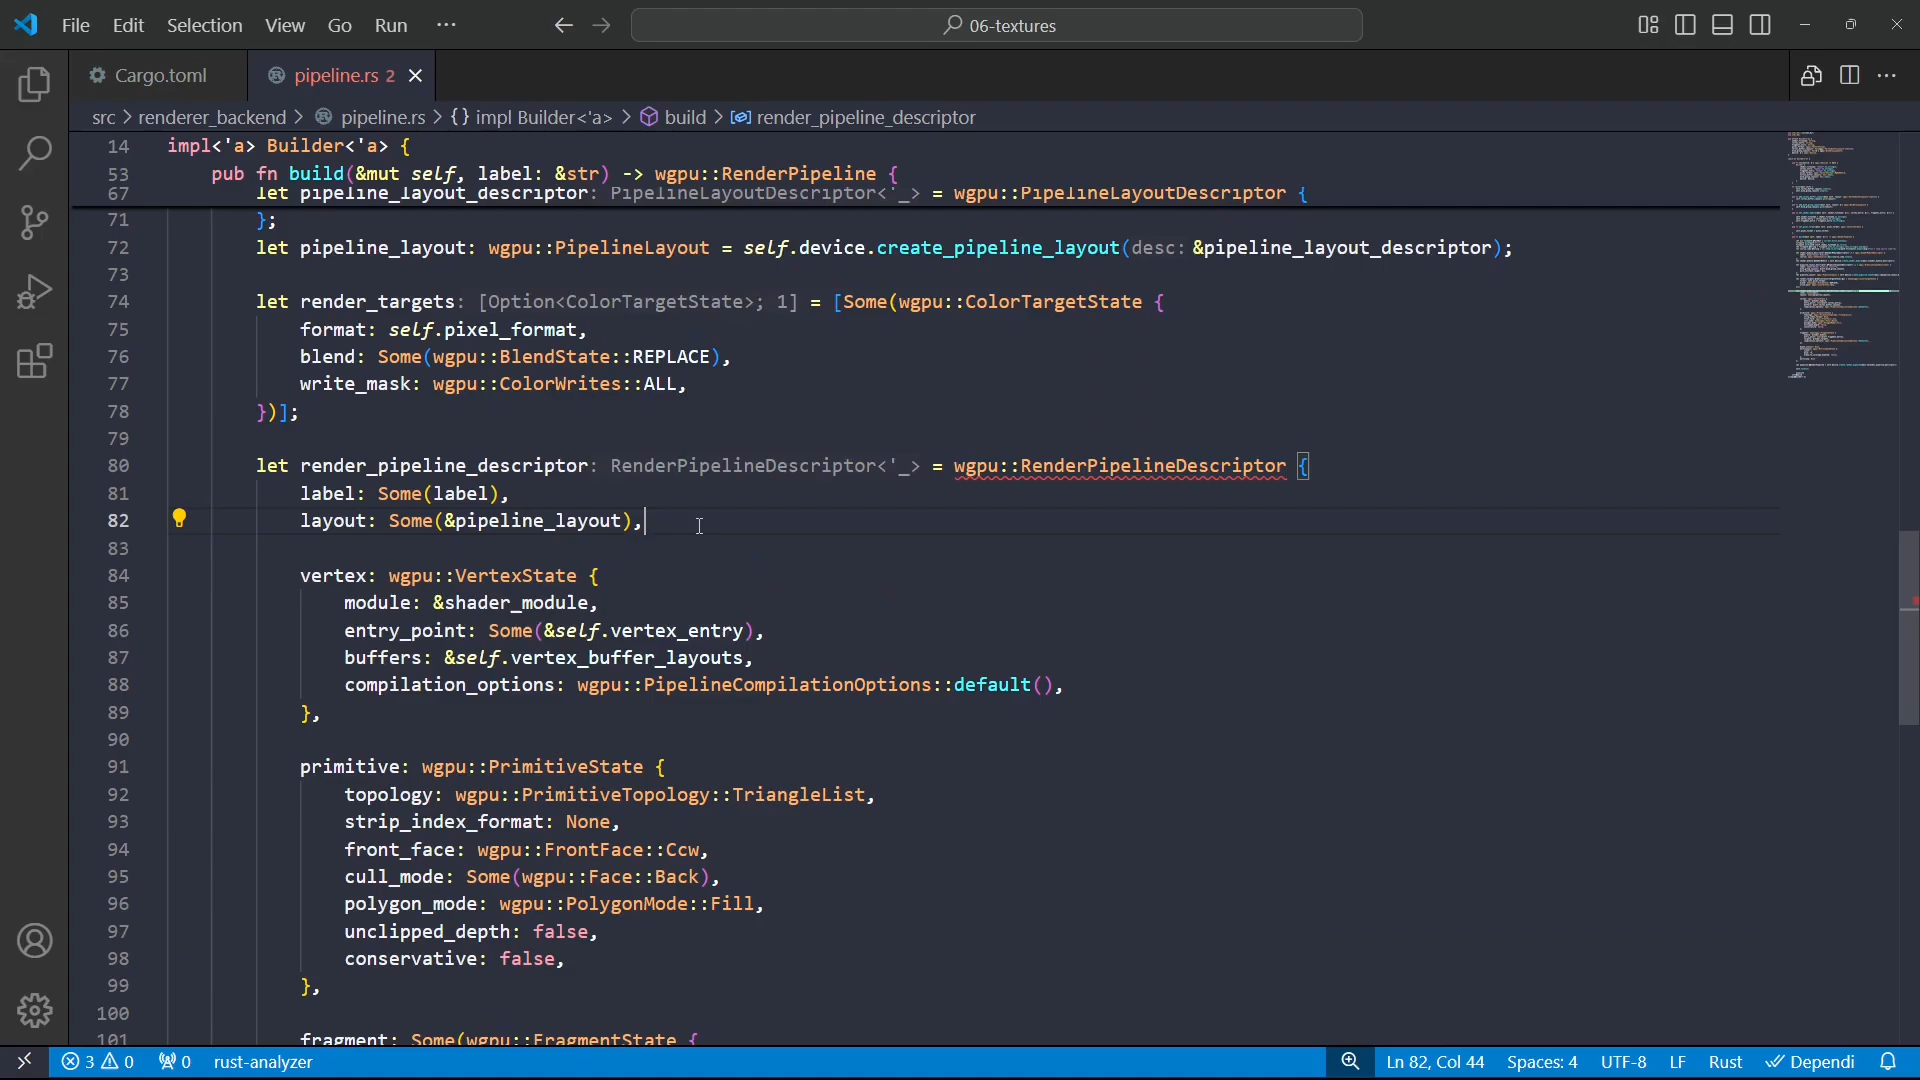 File Edit Selection View Go Run ··· 06-textures
Cargo.toml pipeline.rs 2
src > renderer_backend > pipeline.rs > {} impl Builder<'a> > build > render_pipeline_descriptor
14 impl<'a> Builder<'a> {
53 pub fn build(&mut self, label: &str) -> wgpu::RenderPipeline {
67 let pipeline_layout_descriptor: PipelineLayoutDescriptor<'_> = wgpu::PipelineLayoutDescriptor {
71 };
72 let pipeline_layout: wgpu::PipelineLayout = self.device.create_pipeline_layout(desc: &pipeline_layout_descriptor);
73
74 let render_targets: [Option<ColorTargetState>; 1] = [Some(wgpu::ColorTargetState {
75 format: self.pixel_format,
76 blend: Some(wgpu::BlendState::REPLACE),
77 write_mask: wgpu::ColorWrites::ALL,
78 })];
79
80 let render_pipeline_descriptor: RenderPipelineDescriptor<'_> = wgpu::RenderPipelineDescriptor {
81 label: Some(label),
82 layout: Some(&pipeline_layout),
83
84 vertex: wgpu::VertexState {
85 module: &shader_module,
86 entry_point: Some(&self.vertex_entry),
87 buffers: &self.vertex_buffer_layouts,
88 compilation_options: wgpu::PipelineCompilationOptions::default(),
89 },
90
91 primitive: wgpu::PrimitiveState {
92 topology: wgpu::PrimitiveTopology::TriangleList,
93 strip_index_format: None,
94 front_face: wgpu::FrontFace::Ccw,
95 cull_mode: Some(wgpu::Face::Back),
96 polygon_mode: wgpu::PolygonMode::Fill,
97 unclipped_depth: false,
98 conservative: false,
99 },
100
101 fragment: Some(wgpu::FragmentState {
3 0 0 rust-analyzer Ln 82, Col 44 Spaces: 4 UTF-8 LF Rust Dependi